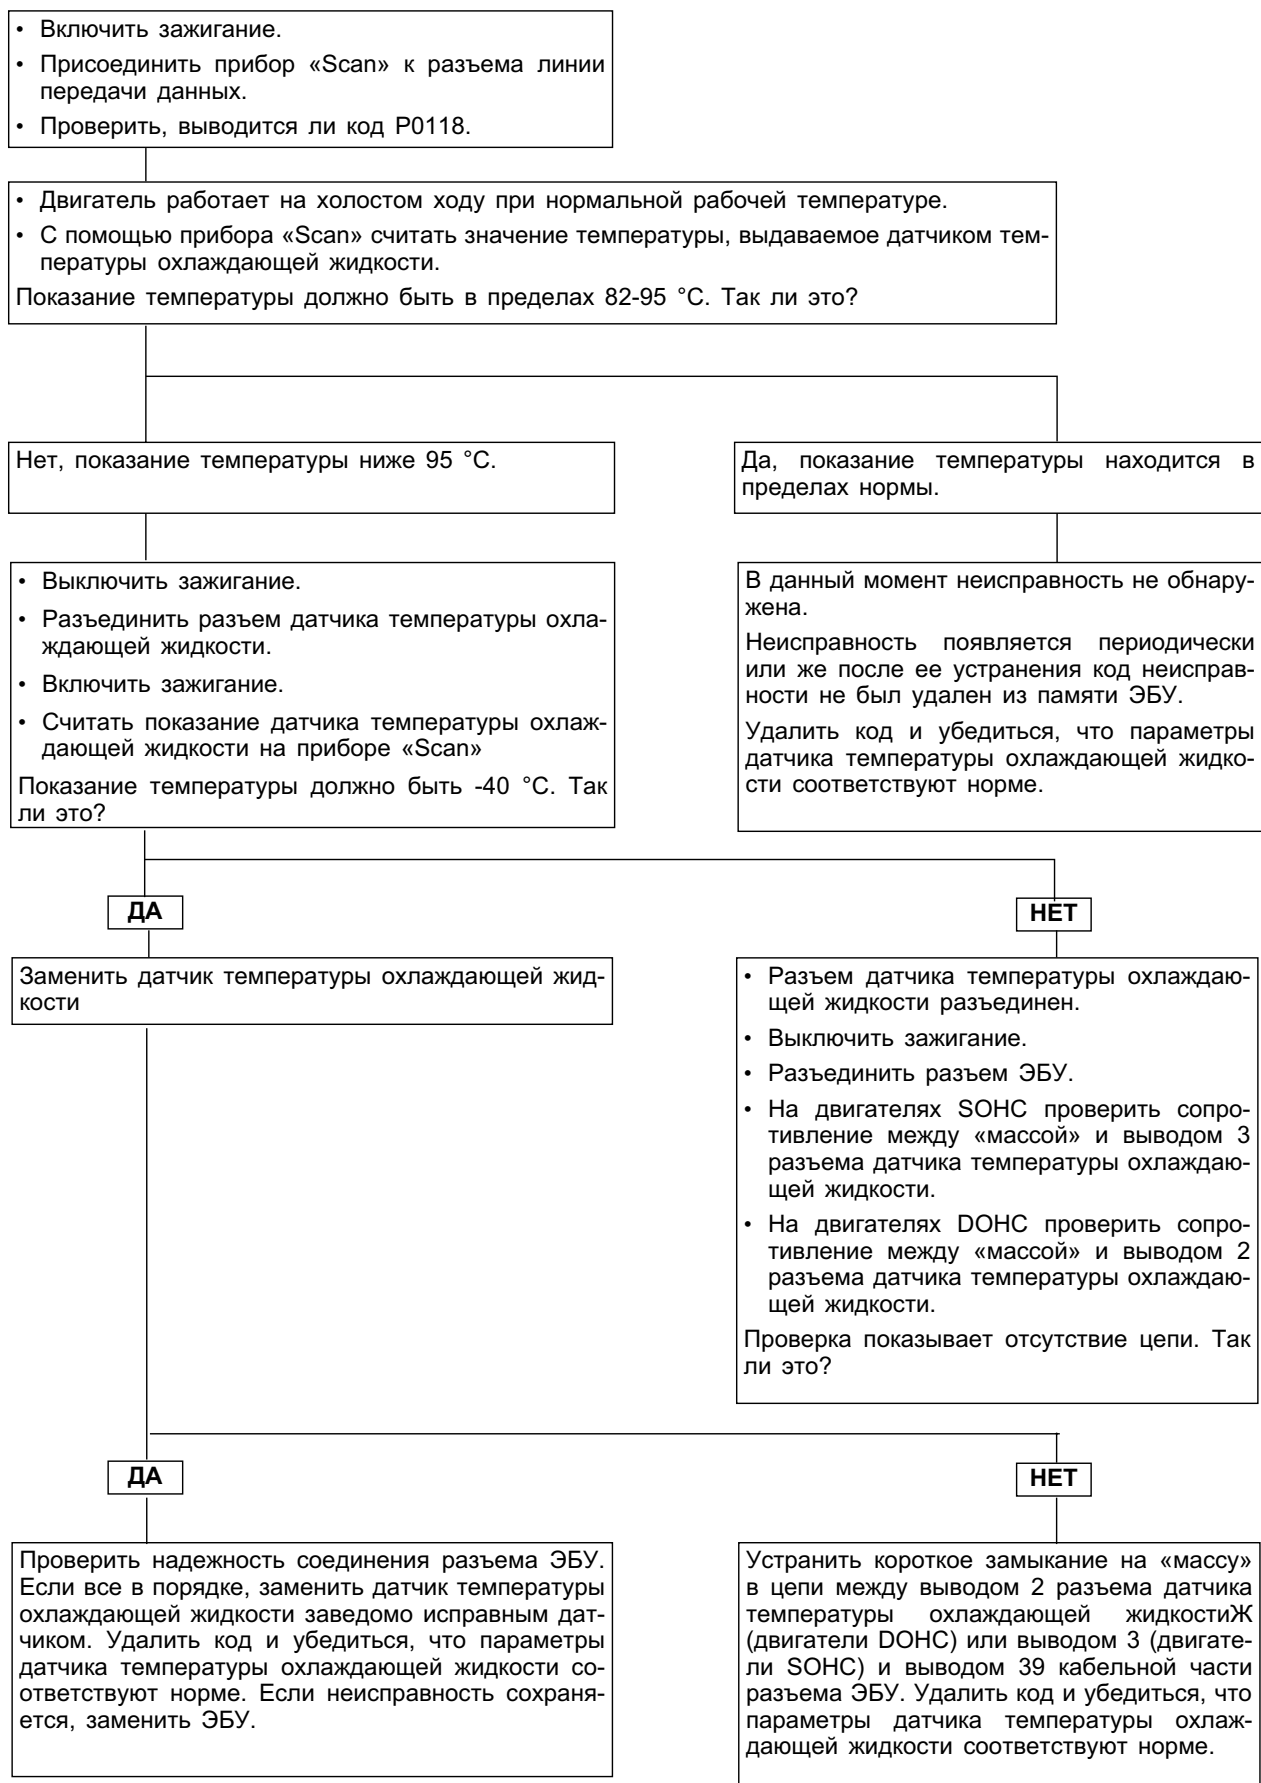 • Включить зажигание.
• Присоединить прибор «Scan» к разъема линии
передачи данных.
• Проверить, выводится ли код P0118.
• Двигатель работает на холостом ходу при нормальной рабочей температуре.
• С помощью прибора «Scan» считать значение температуры, выдаваемое датчиком тем-
пературы охлаждающей жидкости.
Показание температуры должно быть в пределах 82-95 °C. Так ли это?
Нет, показание температуры ниже 95 °C.
Да, показание температуры находится в
пределах нормы.
• Выключить зажигание.
• Разъединить разъем датчика температуры охла-
ждающей жидкости.
• Включить зажигание.
• Считать показание датчика температуры охлаж-
дающей жидкости на приборе «Scan»
Показание температуры должно быть -40 °C. Так
ли это?
В данный момент неисправность не обнару-
жена.
Неисправность появляется периодически
или же после ее устранения код неисправ-
ности не был удален из памяти ЭБУ.
Удалить код и убедиться, что параметры
датчика температуры охлаждающей жидко-
сти соответствуют норме.
ДА
НЕТ
Заменить датчик температуры охлаждающей жид-
кости
• Разъем датчика температуры охлаждаю-
щей жидкости разъединен.
• Выключить зажигание.
• Разъединить разъем ЭБУ.
• На двигателях SOHC проверить сопро-
тивление между «массой» и выводом 3
разъема датчика температуры охлаждаю-
щей жидкости.
• На двигателях DOHC проверить сопро-
тивление между «массой» и выводом 2
разъема датчика температуры охлаждаю-
щей жидкости.
Проверка показывает отсутствие цепи. Так
ли это?
ДА
НЕТ
Проверить надежность соединения разъема ЭБУ.
Если все в порядке, заменить датчик температуры
охлаждающей жидкости заведомо исправным дат-
чиком. Удалить код и убедиться, что параметры
датчика температуры охлаждающей жидкости со-
ответствуют норме. Если неисправность сохраня-
ется, заменить ЭБУ.
Устранить короткое замыкание на «массу»
в цепи между выводом 2 разъема датчика
температуры охлаждающей жидкостиЖ
(двигатели DOHC) или выводом 3 (двигате-
ли SOHC) и выводом 39 кабельной части
разъема ЭБУ. Удалить код и убедиться, что
параметры датчика температуры охлаж-
дающей жидкости соответствуют норме.